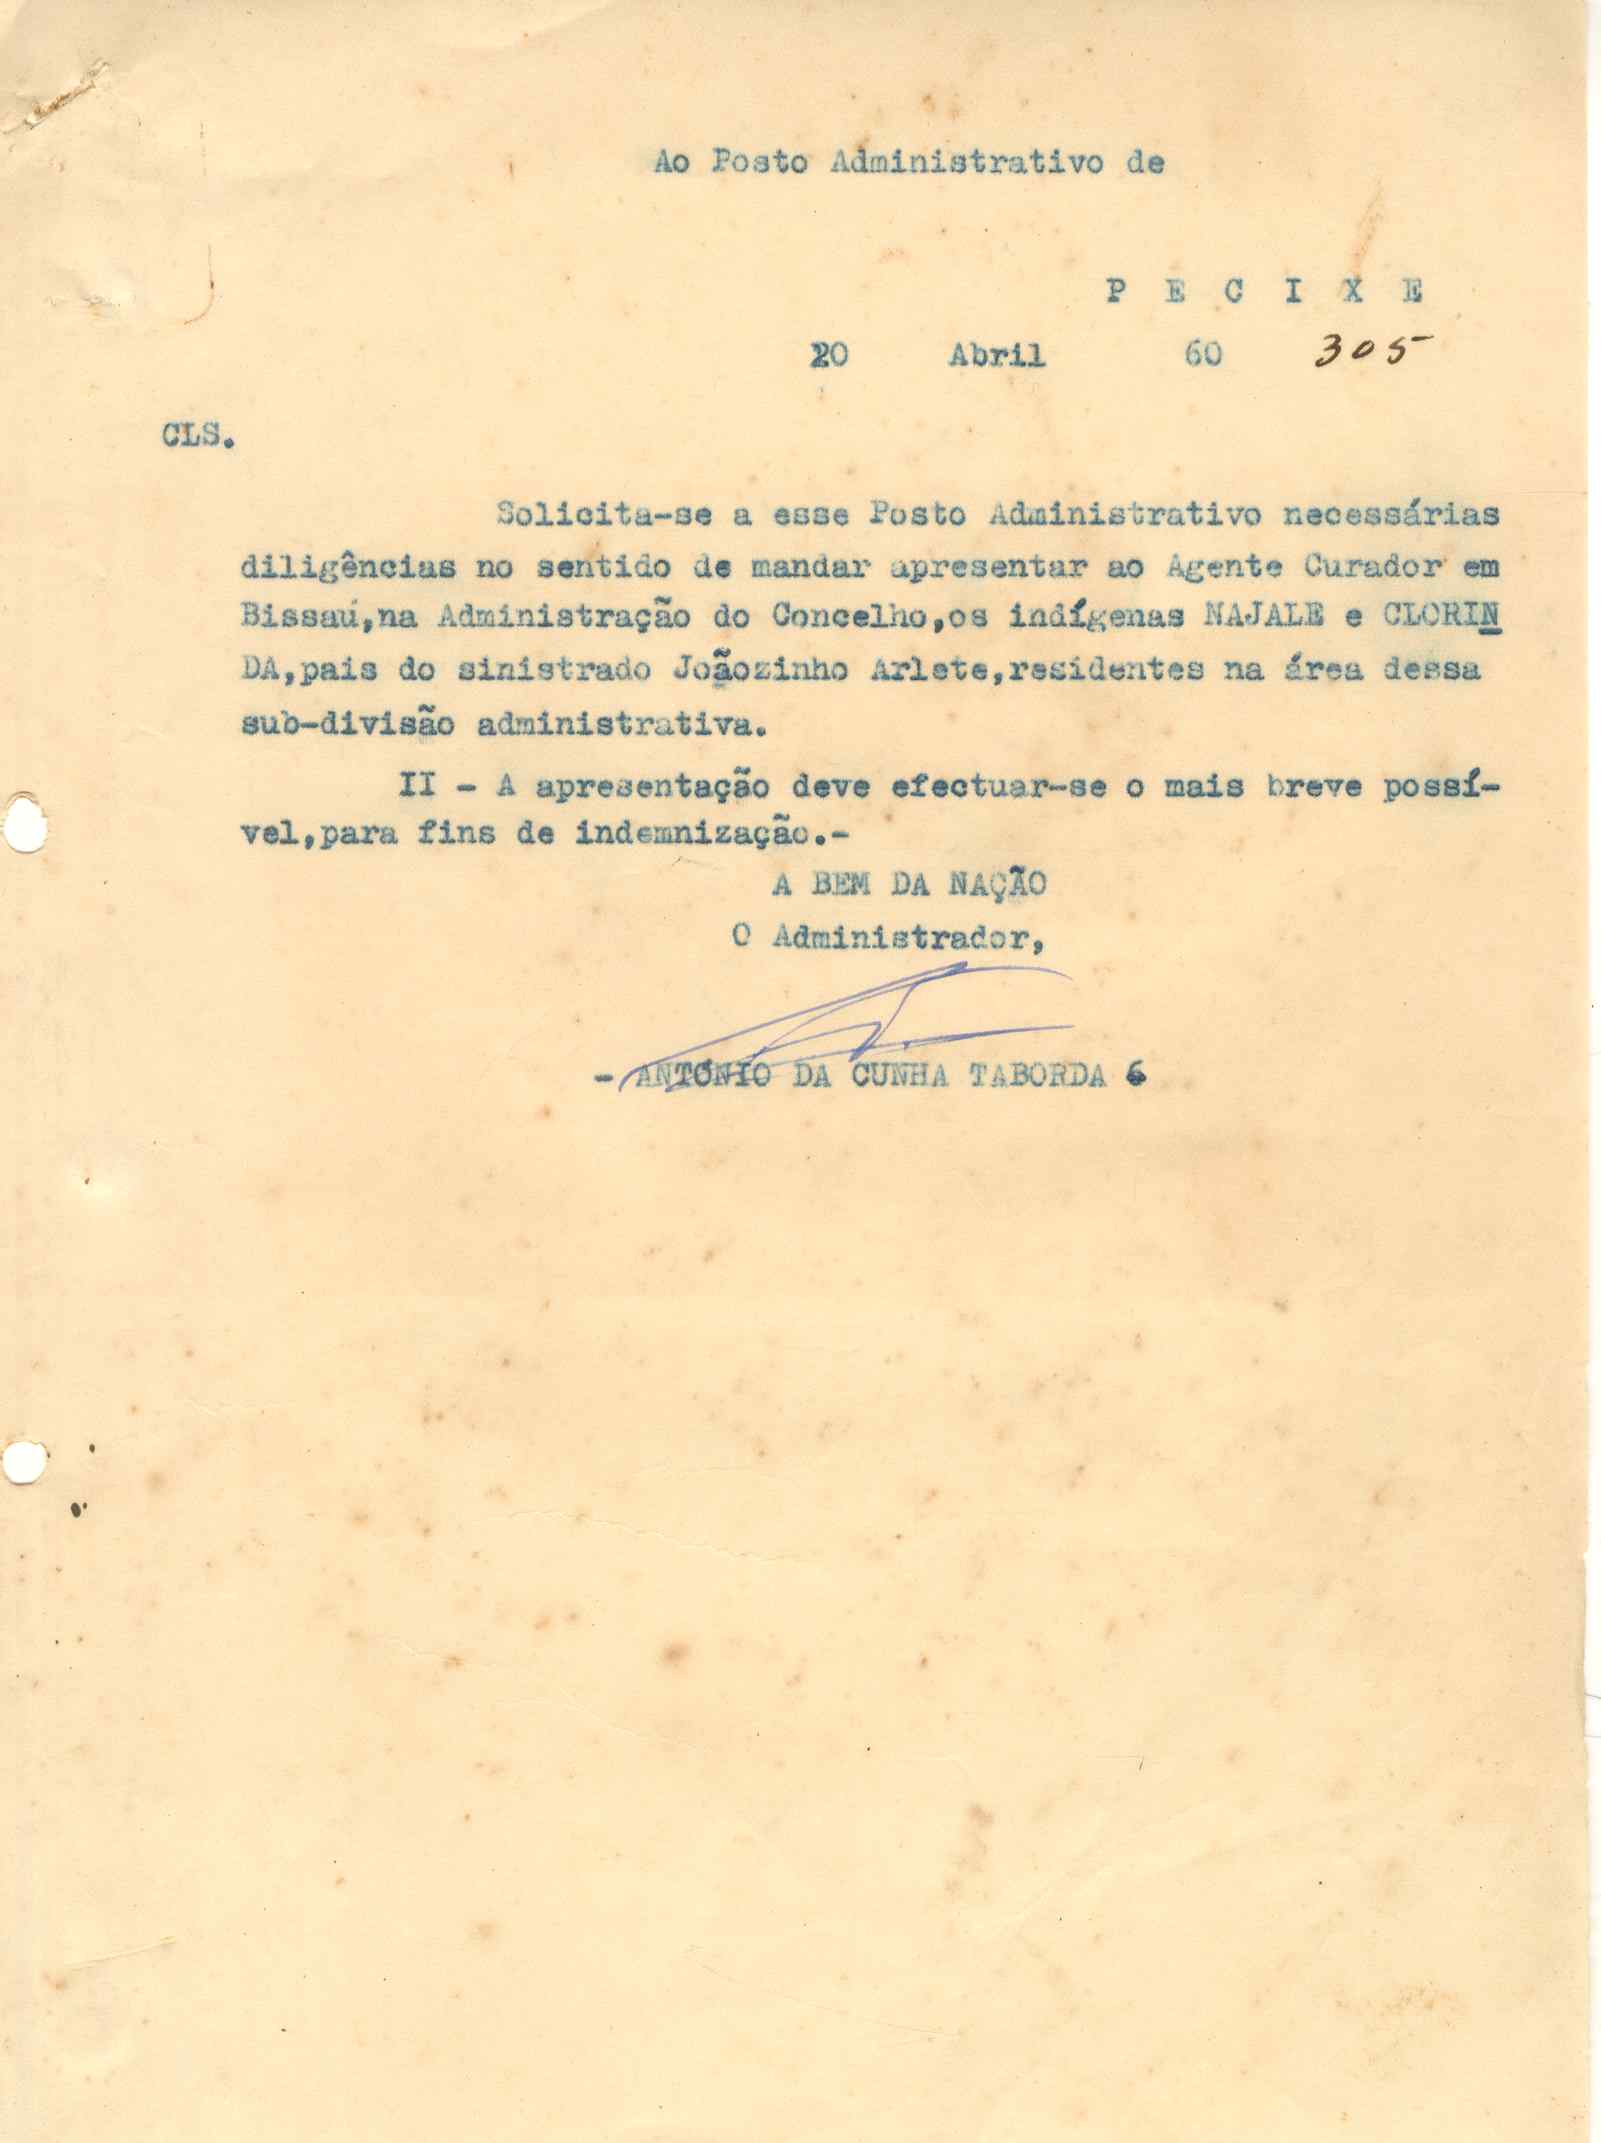 Ao Posto Administrativo de
P E C I X E
20 Abril 60 305
CLS.
Solicita-se a esse Posto Administrativo necessárias
diligências no sentido de mandar apresentar ao Agente Curador em
Bissaú,na Administração do Concelho,os indígenas NAJALE e CLORIN
DA,pais do sinistrado Joãozinho Arlete,residentes na área dessa
sub-divisão administrativa.
II - A apresentação deve efectuar-se o mais breve possí-
vel,para fins de indemnização.-
A BEM DA NAÇÃO
O Administrador,
- ANTÓNIO DA CUNHA TABORDA -